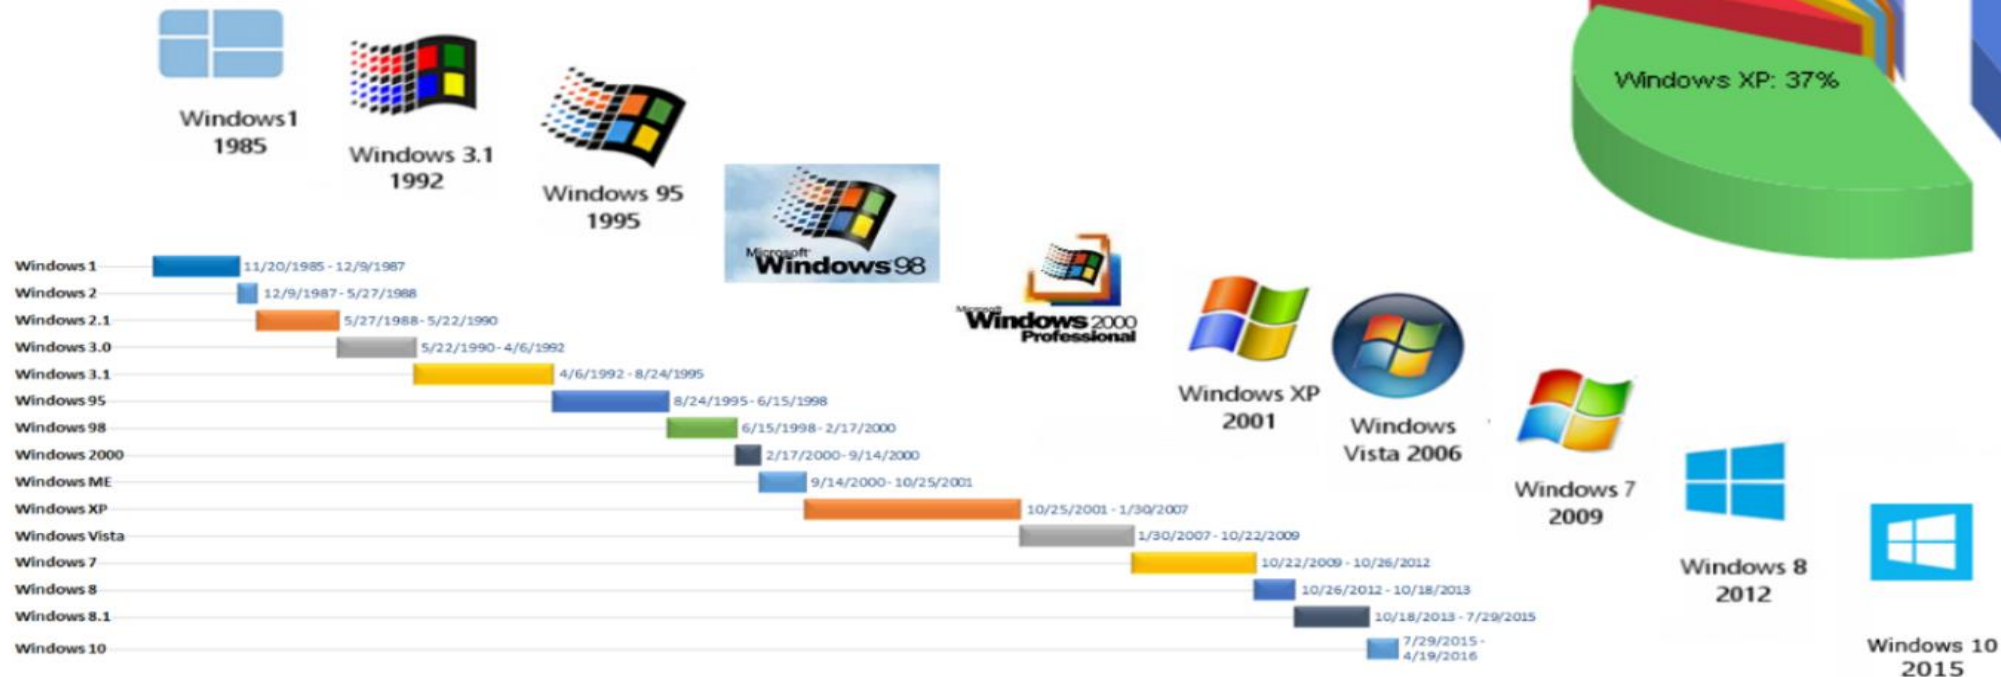 Windows1
1985
Windows 3.1
1992
Windows 95
1995
Microsoft
Windows 98
Microsoft
Windows 2000
Professional
Windows XP
2001
Windows
Vista 2006
Windows 7
2009
Windows 8
2012
Windows 10
2015
Windows XP: 37%
Windows 1 11/20/1985 - 12/9/1987
Windows 2 12/9/1987 - 5/27/1988
Windows 2.1 5/27/1988 - 5/22/1990
Windows 3.0 5/22/1990 - 4/6/1992
Windows 3.1 4/6/1992 - 8/24/1995
Windows 95 8/24/1995 - 6/15/1998
Windows 98 6/15/1998 - 2/17/2000
Windows 2000 2/17/2000 - 9/14/2000
Windows ME 9/14/2000 - 10/25/2001
Windows XP 10/25/2001 - 1/30/2007
Windows Vista 1/30/2007 - 10/22/2009
Windows 7 10/22/2009 - 10/26/2012
Windows 8 10/26/2012 - 10/18/2013
Windows 8.1 10/18/2013 - 7/29/2015
Windows 10 7/29/2015 -
4/19/2016